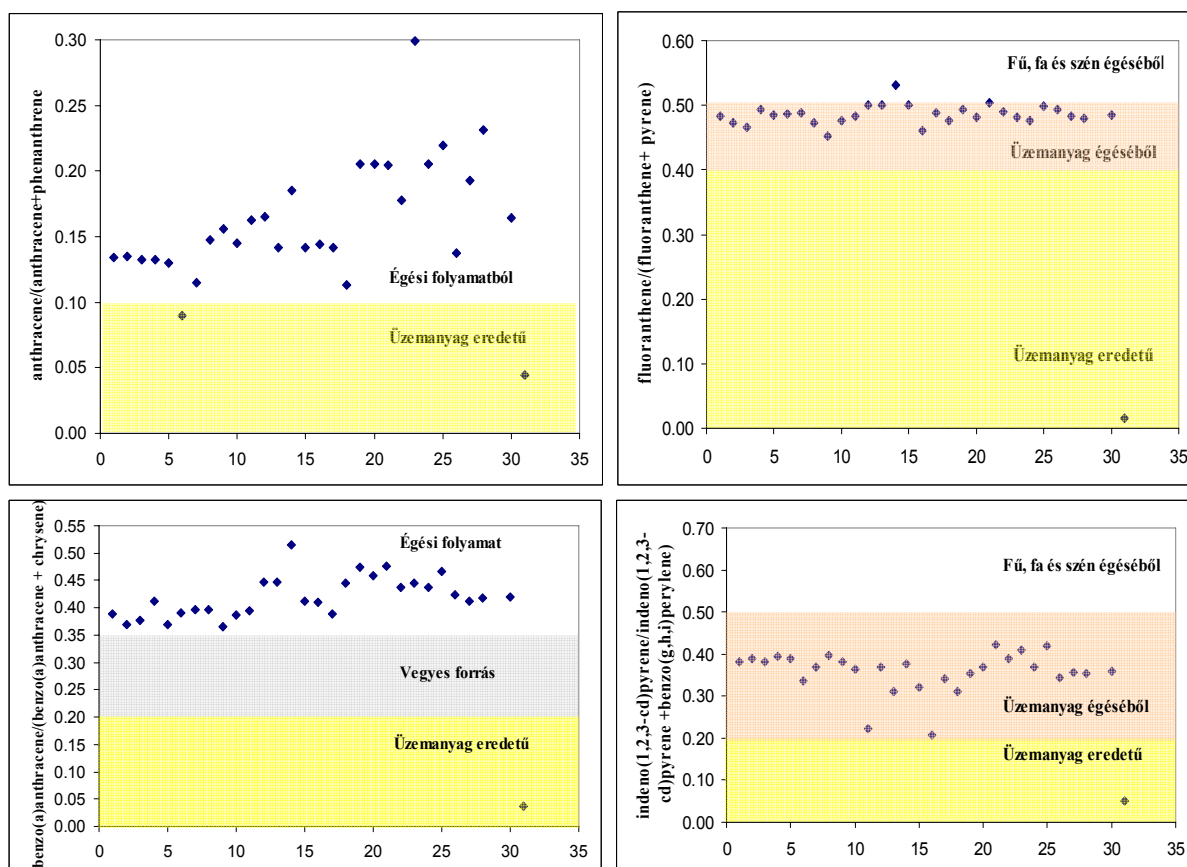 anthracene/(anthracene+phenanthrene)
0.30
0.25
0.20
0.15
0.10
0.05
0.00
Égési folyamatból
Üzemanyag eredetű
0 5 10 15 20 25 30 35
fluoranthene/(fluoranthene+ pyrene)
0.60
0.50
0.40
0.30
0.20
0.10
0.00
Fű, fa és szén égéséből
Üzemanyag égéséből
Üzemanyag eredetű
0 5 10 15 20 25 30 35
benzo(a)anthracene/(benzo(a)anthracene + chrysene)
0.55
0.50
0.45
0.40
0.35
0.30
0.25
0.20
0.15
0.10
0.05
0.00
Égési folyamat
Vegyes forrás
Üzemanyag eredetű
0 5 10 15 20 25 30 35
indeno(1,2,3-cd)pyrene/indeno(1,2,3-
cd)pyrene +benzo(g,h,i)perylene)
0.70
0.60
0.50
0.40
0.30
0.20
0.10
0.00
Fű, fa és szén égéséből
Üzemanyag égéséből
Üzemanyag eredetű
0 5 10 15 20 25 30 35